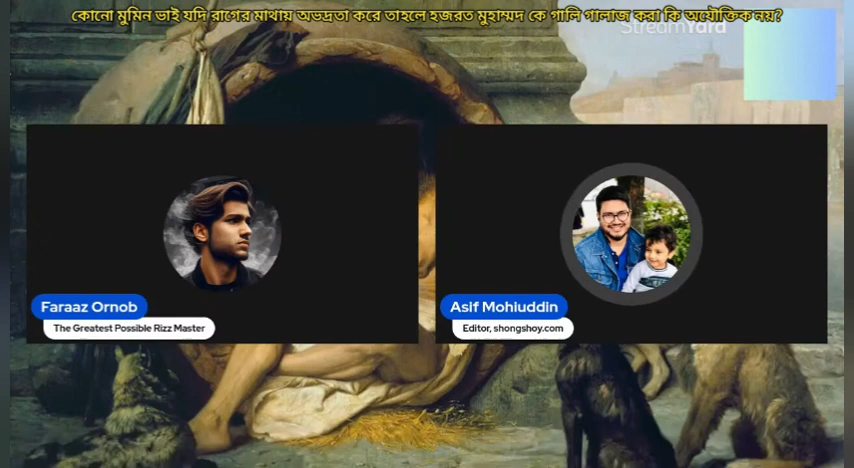 কোনো মুমিন ভাই যদি রাগের মাথায় অভদ্রতা করে তাহলে হজরত মুহাম্মদ কে গালি গালাজ করা কি অযৌক্তিক নয়?
StreamYard
Faraaz Ornob
The Greatest Possible Rizz Master
Asif Mohiuddin
Editor, shongshoy.com